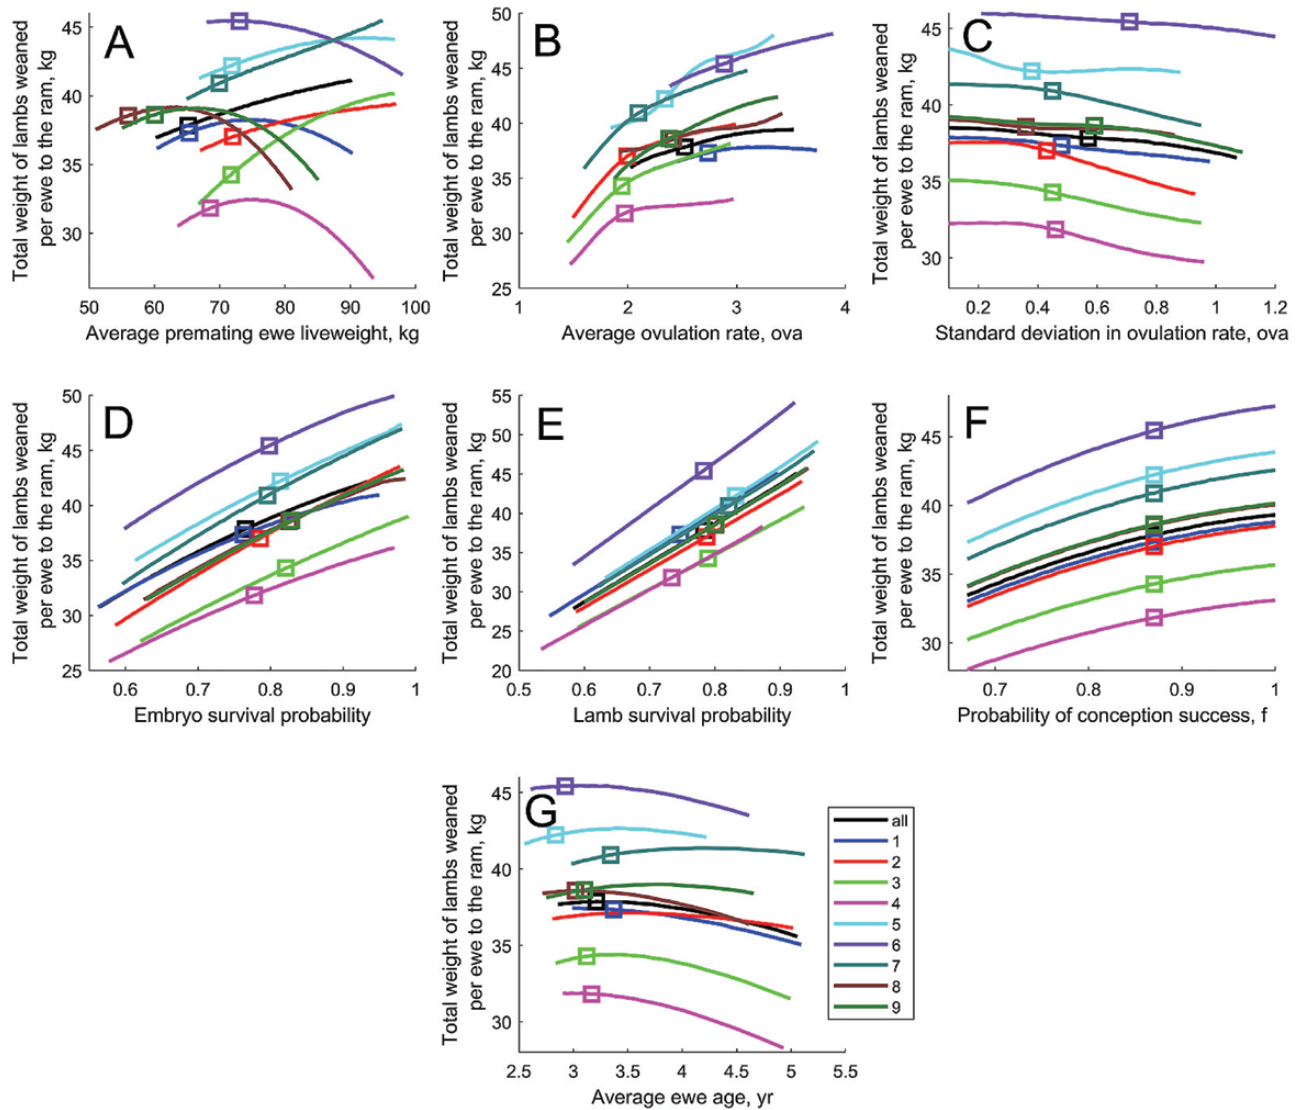 A
Total weight of lambs weaned
per ewe to the ram, kg
45
40
35
30
50 60 70 80 90 100
Average premating ewe liveweight, kg
B
Total weight of lambs weaned
per ewe to the ram, kg
50
45
40
35
30
25
1 2 3 4
Average ovulation rate, ova
C
Total weight of lambs weaned
per ewe to the ram, kg
45
40
35
30
0.2 0.4 0.6 0.8 1 1.2
Standard deviation in ovulation rate, ova
D
Total weight of lambs weaned
per ewe to the ram, kg
50
45
40
35
30
25
0.6 0.7 0.8 0.9 1
Embryo survival probability
E
Total weight of lambs weaned
per ewe to the ram, kg
55
50
45
40
35
30
25
20
0.5 0.6 0.7 0.8 0.9 1
Lamb survival probability
F
Total weight of lambs weaned
per ewe to the ram, kg
45
40
35
30
0.7 0.8 0.9 1
Probability of conception success, f
G
Total weight of lambs weaned
per ewe to the ram, kg
45
40
35
30
2.5 3 3.5 4 4.5 5 5.5
Average ewe age, yr
all
1
2
3
4
5
6
7
8
9